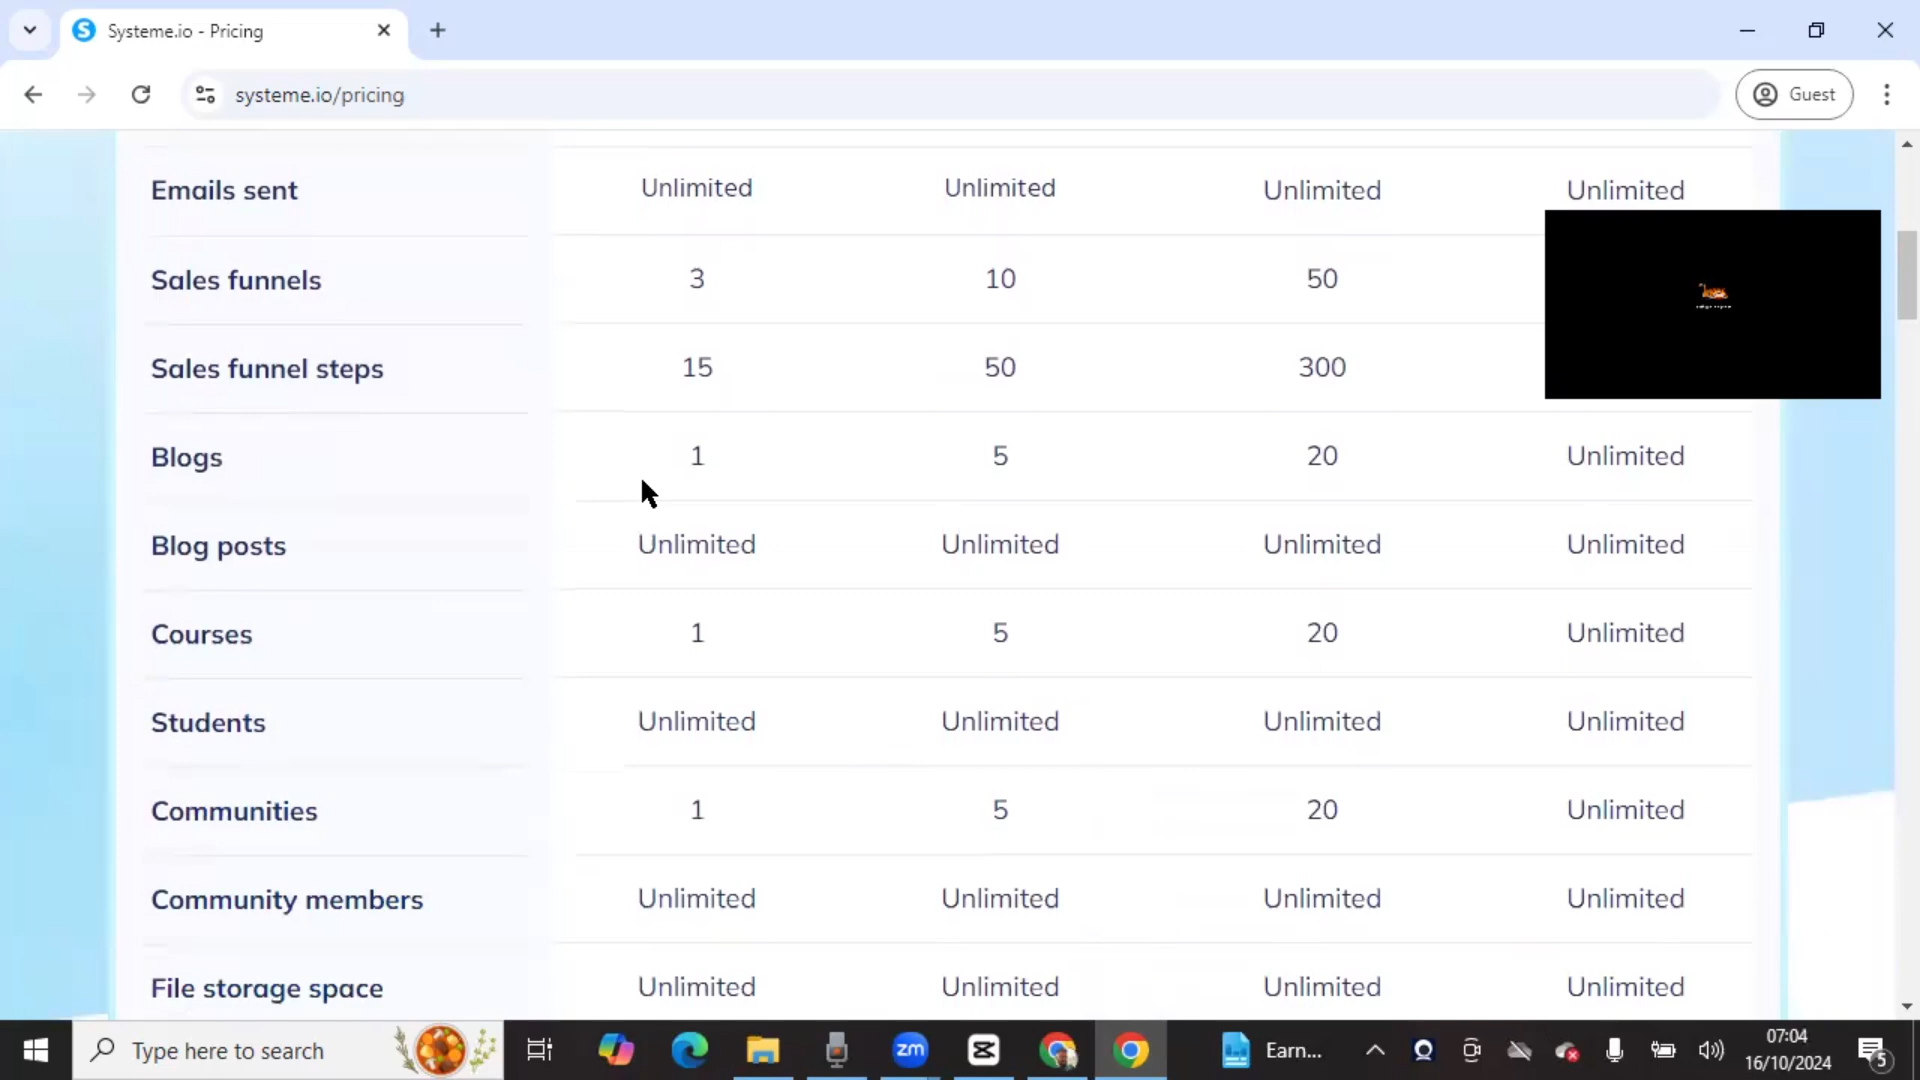 Systeme.io - Pricing
systeme.io/pricing
Guest
Emails sent Unlimited Unlimited Unlimited Unlimited
Sales funnels 3 10 50
Sales funnel steps 15 50 300
Blogs 1 5 20 Unlimited
Blog posts Unlimited Unlimited Unlimited Unlimited
Courses 1 5 20 Unlimited
Students Unlimited Unlimited Unlimited Unlimited
Communities 1 5 20 Unlimited
Community members Unlimited Unlimited Unlimited Unlimited
File storage space Unlimited Unlimited Unlimited Unlimited
Type here to search
zm
Earn...
07:04
16/10/2024
5